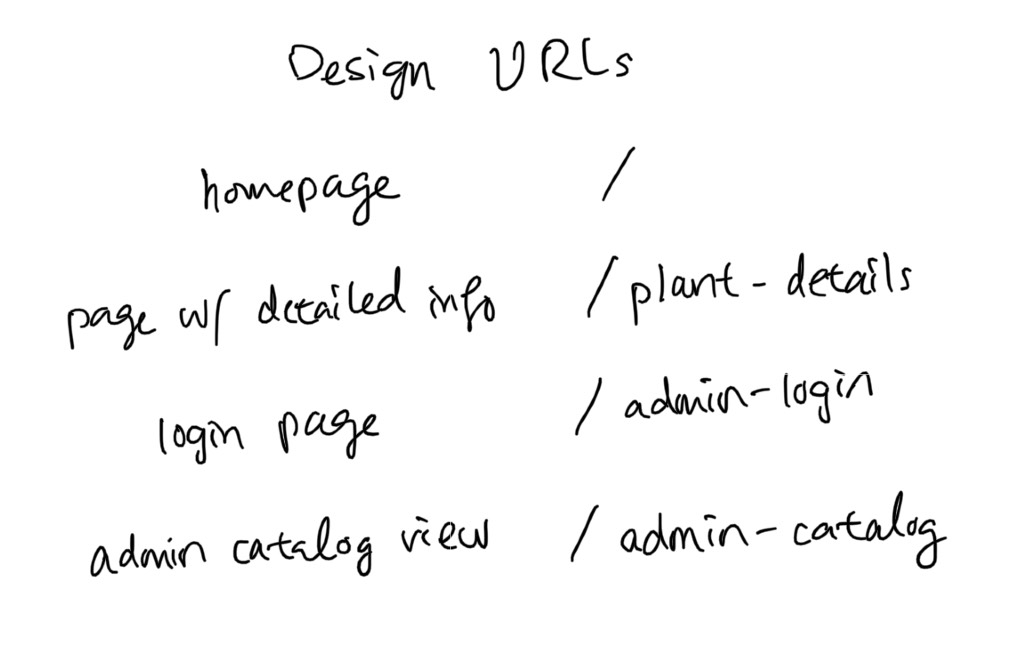 Design URLs
homepage /
page w/ detailed info /plant-details
login page /admin-login
admin catalog view /admin-catalog